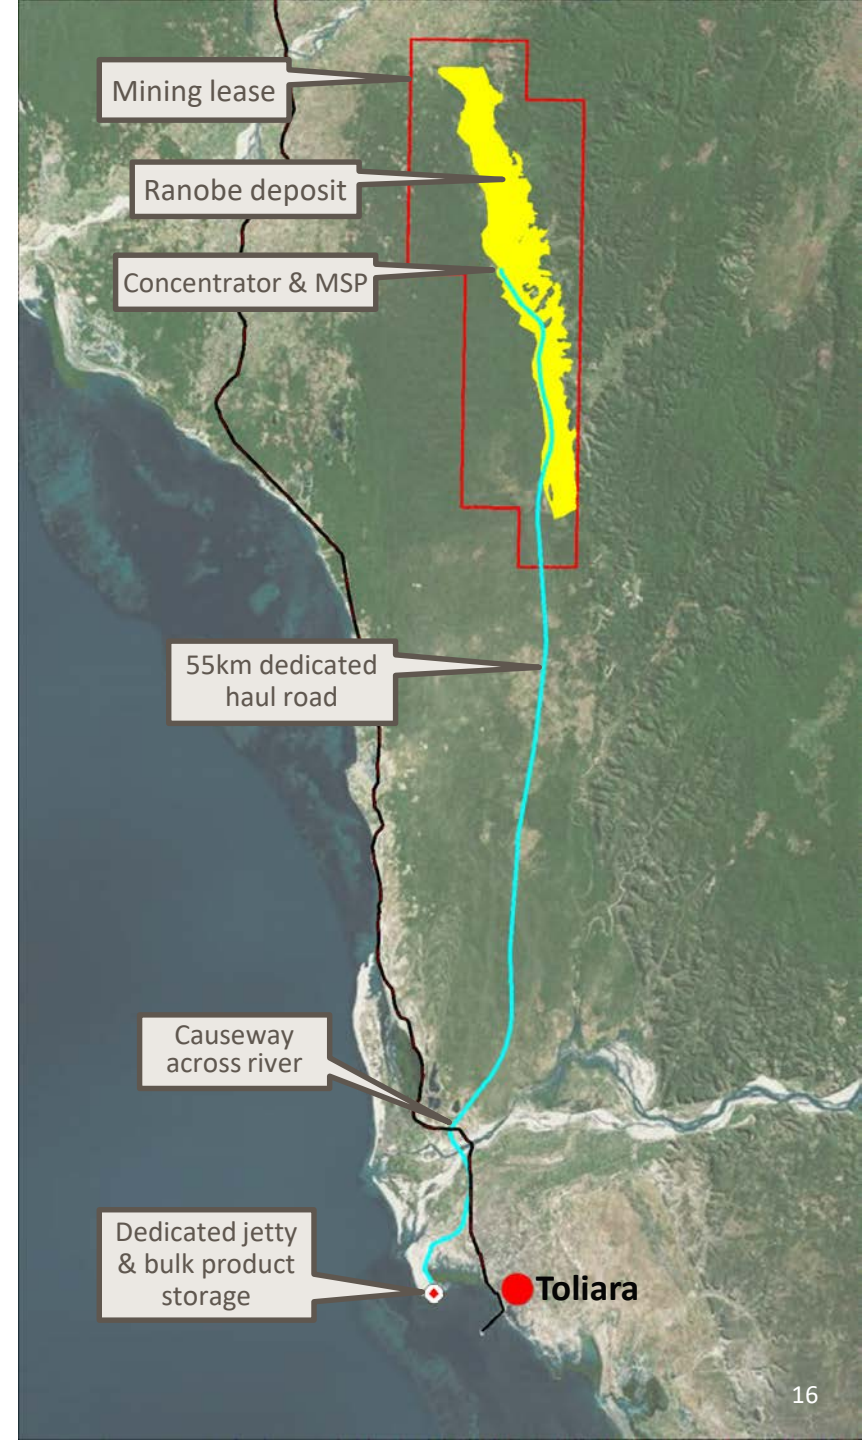 Mining lease
Ranobe deposit
Concentrator & MSP
55km dedicated
haul road
Causeway
across river
Dedicated jetty
& bulk product
storage
Toliara
16